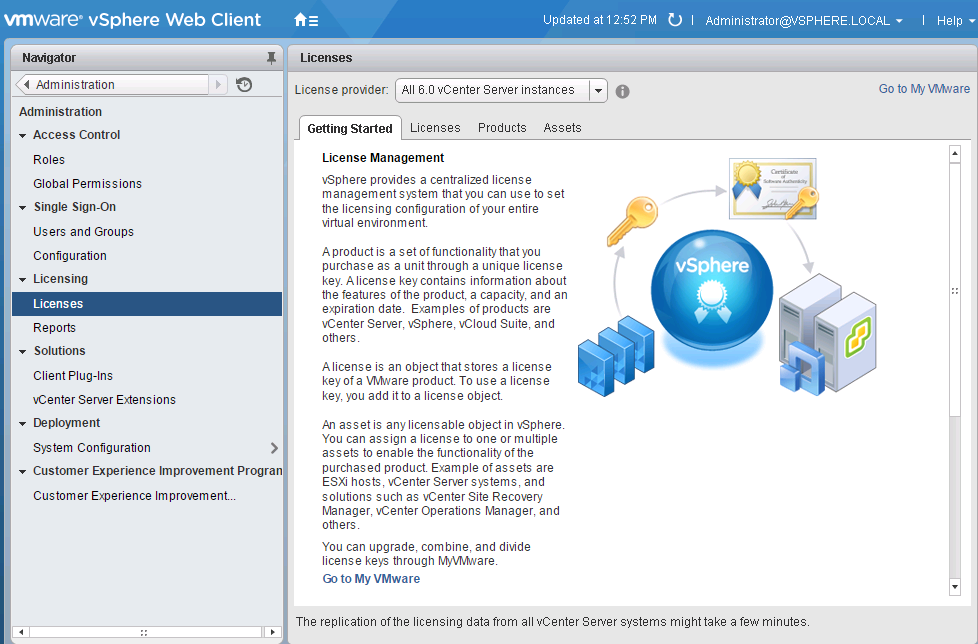 vmware® vSphere Web Client
Updated at 12:52 PM
Administrator@VSPHERE.LOCAL
Help
Navigator
Administration
Administration
Access Control
Roles
Global Permissions
Single Sign-On
Users and Groups
Configuration
Licensing
Licenses
Reports
Solutions
Client Plug-Ins
vCenter Server Extensions
Deployment
System Configuration
Customer Experience Improvement Program
Customer Experience Improvement...
Licenses
License provider: All 6.0 vCenter Server instances
Go to My VMware
Getting Started Licenses Products Assets
License Management
vSphere provides a centralized license
management system that you can use to set
the licensing configuration of your entire
virtual environment.
A product is a set of functionality that you
purchase as a unit through a unique license
key. A license key contains information about
the features of the product, a capacity, and an
expiration date. Examples of products are
vCenter Server, vSphere, vCloud Suite, and
others.
A license is an object that stores a license
key of a VMware product. To use a license
key, you add it to a license object.
An asset is any licensable object in vSphere.
You can assign a license to one or multiple
assets to enable the functionality of the
purchased product. Example of assets are
ESXi hosts, vCenter Server systems, and
solutions such as vCenter Site Recovery
Manager, vCenter Operations Manager, and
others.
You can upgrade, combine, and divide
license keys through MyVMware.
Go to My VMware
Certificate
of
Software Authenticity
vSphere
The replication of the licensing data from all vCenter Server systems might take a few minutes.